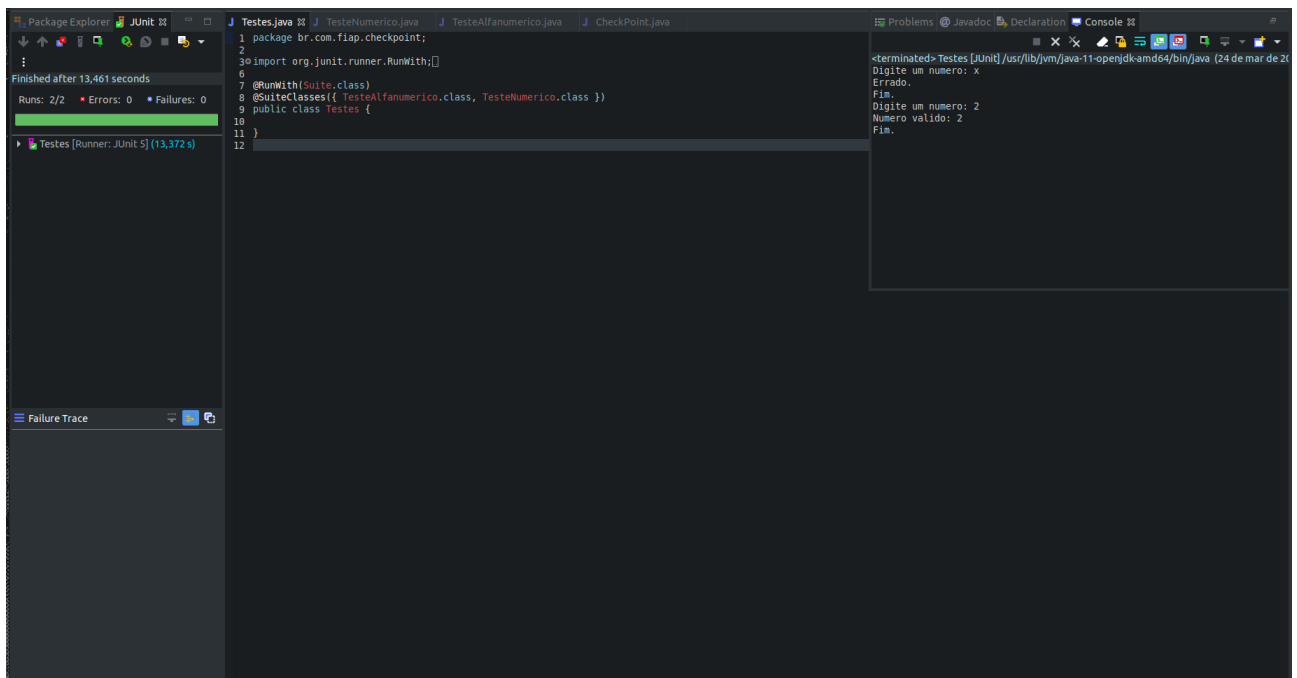 Package Explorer JUnit
Finished after 13,461 seconds
Runs: 2/2 Errors: 0 Failures: 0
Testes [Runner: JUnit 5] (13,372 s)
Failure Trace
Testes.java TesteNumerico.java TesteAlfanumerico.java CheckPoint.java
1 package br.com.fiap.checkpoint;
2
3 import org.junit.runner.RunWith;
6
7 @RunWith(Suite.class)
8 @SuiteClasses({ TesteAlfanumerico.class, TesteNumerico.class })
9 public class Testes {
10
11 }
12
Problems @ Javadoc Declaration Console
<terminated> Testes [JUnit] /usr/lib/jvm/java-11-openjdk-amd64/bin/java (24 de mar de 20
Digite um numero: x
Errado.
Fim.
Digite um numero: 2
Numero valido: 2
Fim.